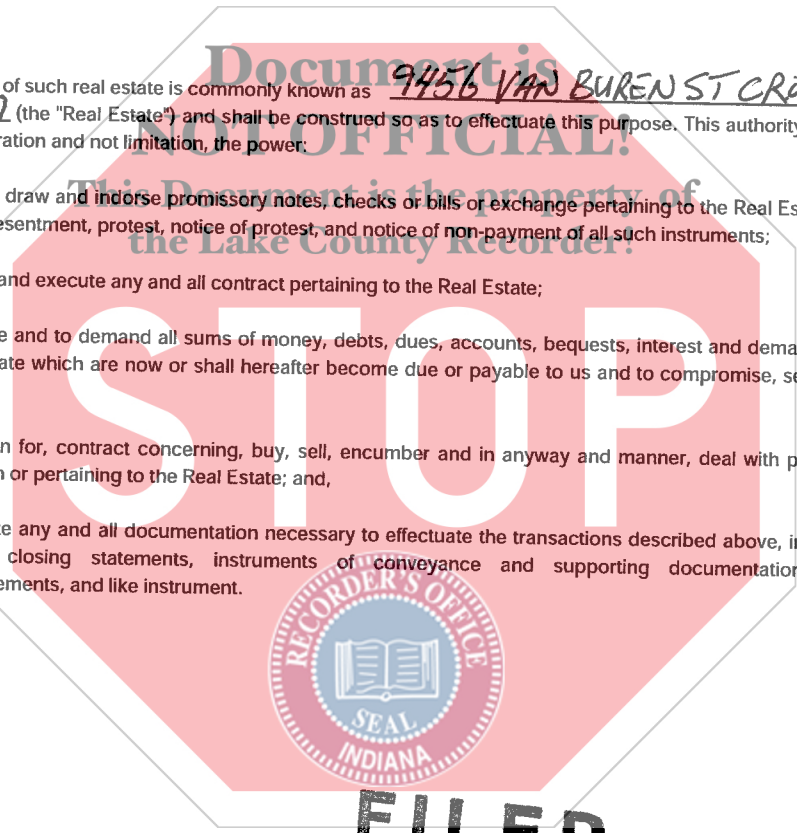 Document is
of such real estate is commonly known as 9456 VAN BUREN ST CRO
(the "Real Estate") and shall be construed so as to effectuate this purpose. This authority
NOT OFFICIAL!
ration and not limitation, the power:
This Document is the property of
draw and indorse promissory notes, checks or bills or exchange pertaining to the Real Es
esentment, protest, notice of protest, and notice of non-payment of all such instruments;
the Lake County Recorder!
and execute any and all contract pertaining to the Real Estate;
STOP
e and to demand all sums of money, debts, dues, accounts, bequests, interest and dema
ate which are now or shall hereafter become due or payable to us and to compromise, se
n for, contract concerning, buy, sell, encumber and in anyway and manner, deal with p
n or pertaining to the Real Estate; and,
te any and all documentation necessary to effectuate the transactions described above, in
closing statements, instruments of conveyance and supporting documentation
ements, and like instrument.
RECORDER'S OFFICE
SEAL
INDIANA
FILED